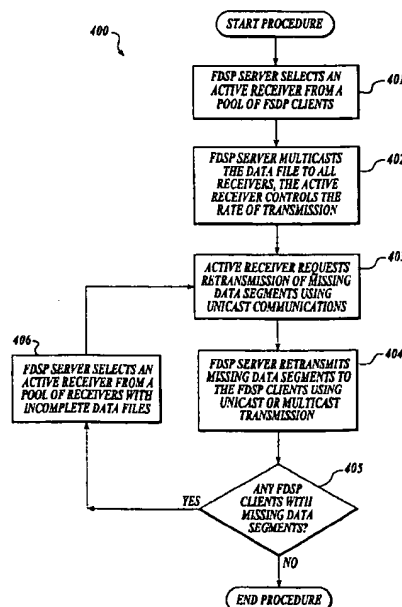 400
START PROCEDURE
FDSP SERVER SELECTS AN
ACTIVE RECEIVER FROM A
POOL OF FSDP CLIENTS
401
FDSP SERVER MULTICASTS
THE DATA FILE TO ALL
RECEIVERS, THE ACTIVE
RECEIVER CONTROLS THE
RATE OF TRANSMISSION
402
ACTIVE RECEIVER REQUESTS
RETRANSMISSION OF MISSING
DATA SEGMENTS USING
UNICAST COMMUNICATIONS
403
406
FDSP SERVER SELECTS AN
ACTIVE RECEIVER FROM A
POOL OF RECEIVERS WITH
INCOMPLETE DATA FILES
FDSP SERVER RETRANSMITS
MISSING DATA SEGMENTS TO
THE FDSP CLIENTS USING
UNICAST OR MULTICAST
TRANSMISSION
404
ANY FDSP
CLIENTS WITH
MISSING DATA
SEGMENTS?
405
YES
NO
END PROCEDURE